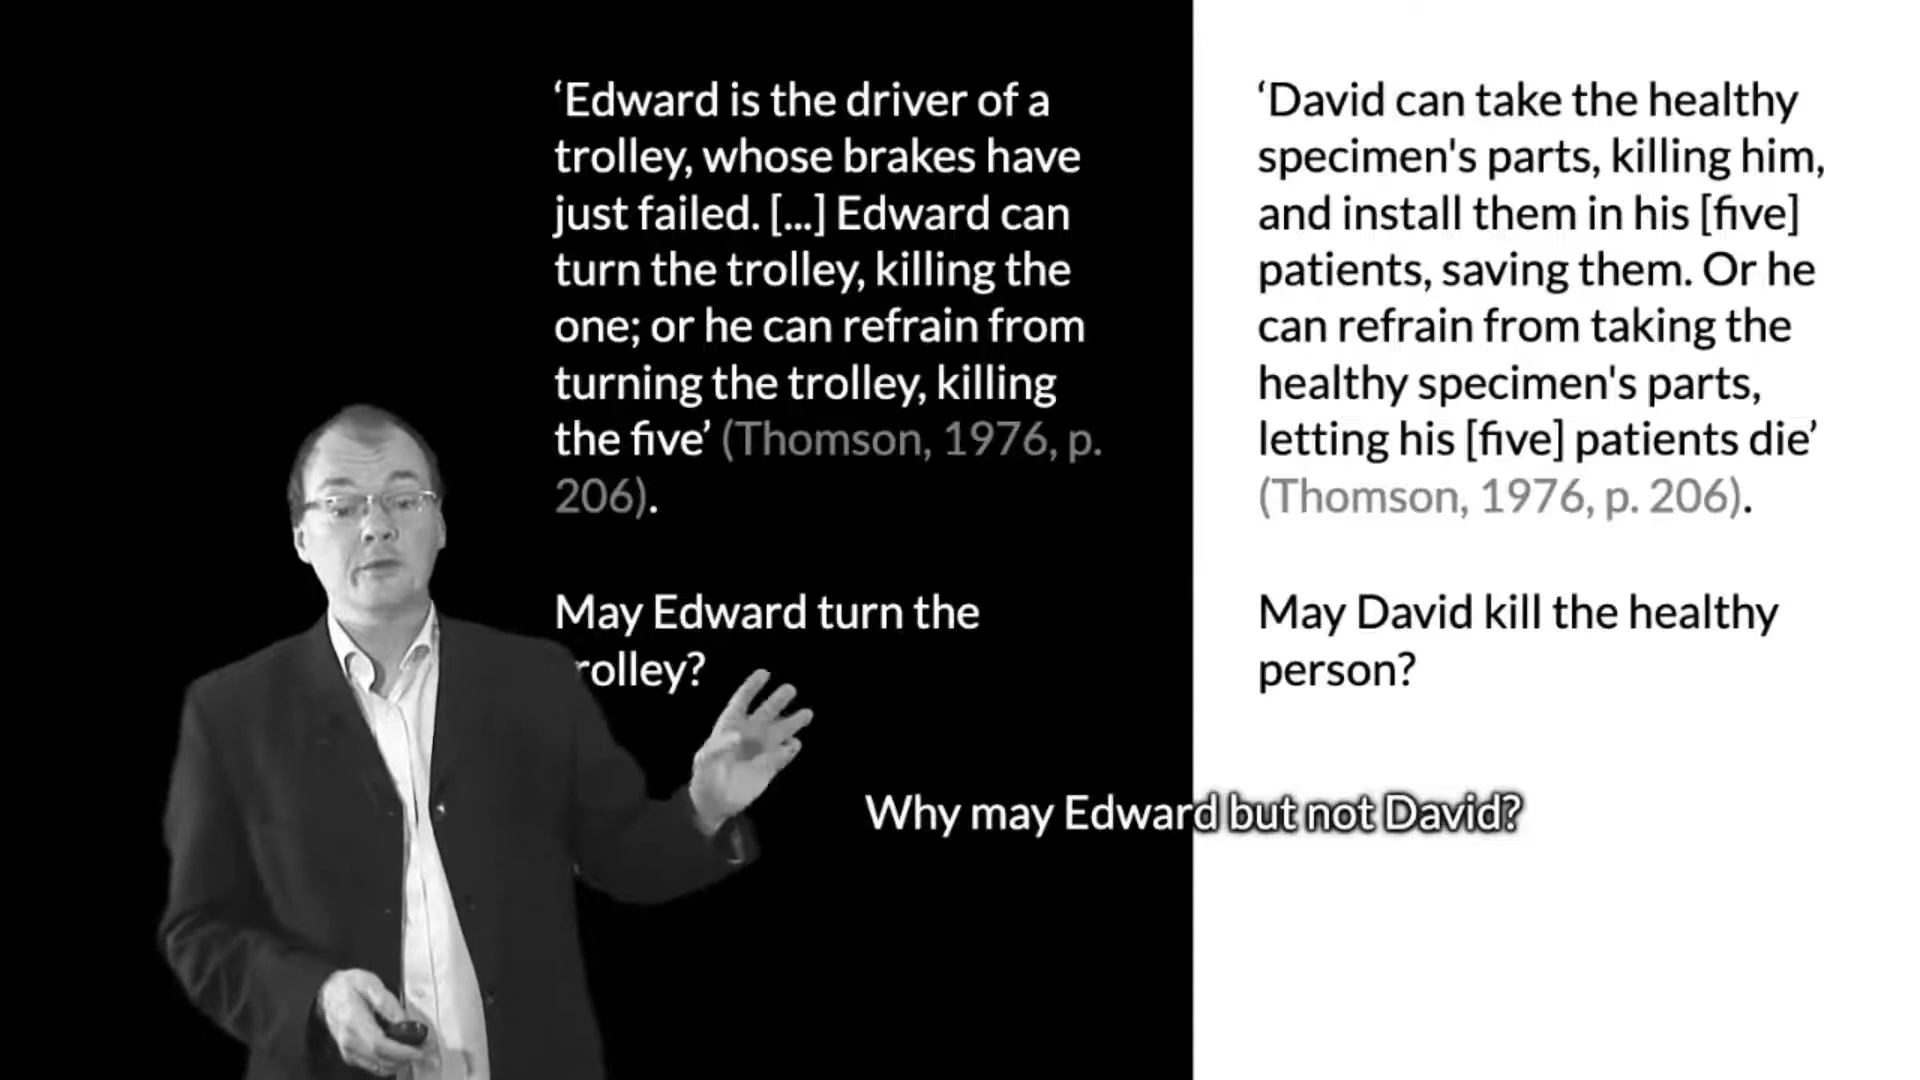 ‘Edward is the driver of a
trolley, whose brakes have
just failed. [...] Edward can
turn the trolley, killing the
one; or he can refrain from
turning the trolley, killing
the five’ (Thomson, 1976, p.
206).
May Edward turn the
rolley?
‘David can take the healthy
specimen's parts, killing him,
and install them in his [five]
patients, saving them. Or he
can refrain from taking the
healthy specimen's parts,
letting his [five] patients die’
(Thomson, 1976, p. 206).
May David kill the healthy
person?
Why may Edward but not David?